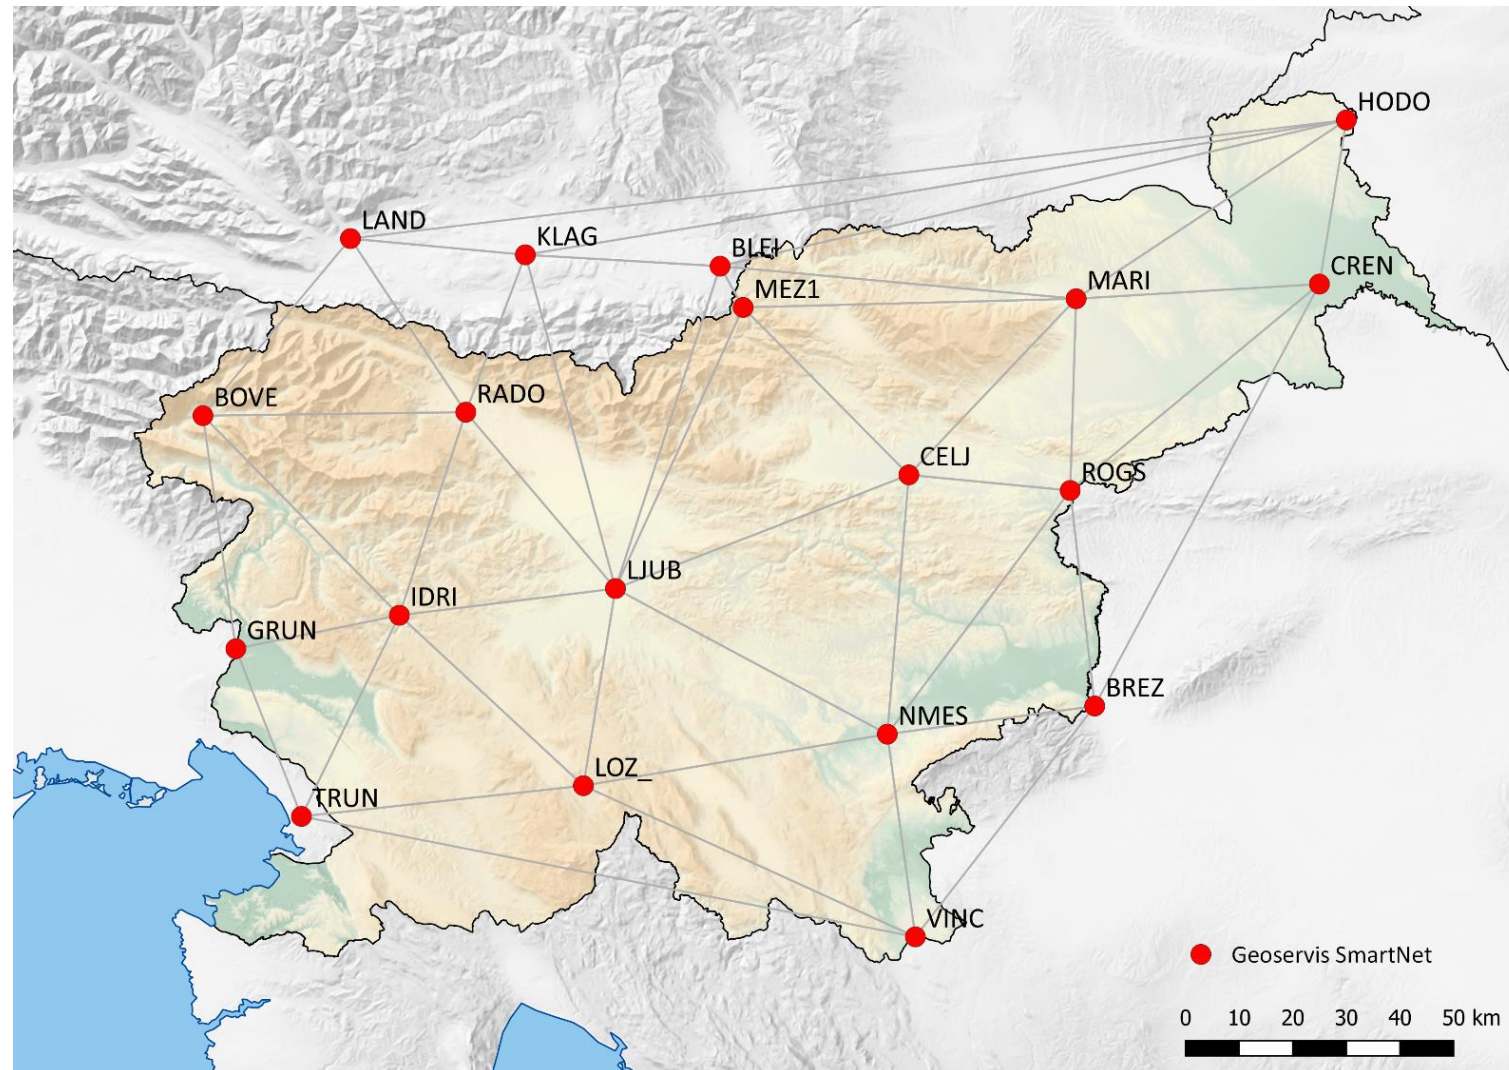 HODO
LAND
KLAG
BLEI
CREN
MARI
MEZ1
RADO
BOVE
CELJ
ROGS
LJUB
IDRI
GRUN
BREZ
NMES
LOZ_
TRUN
VINC
Geoservis SmartNet
0 10 20 30 40 50 km